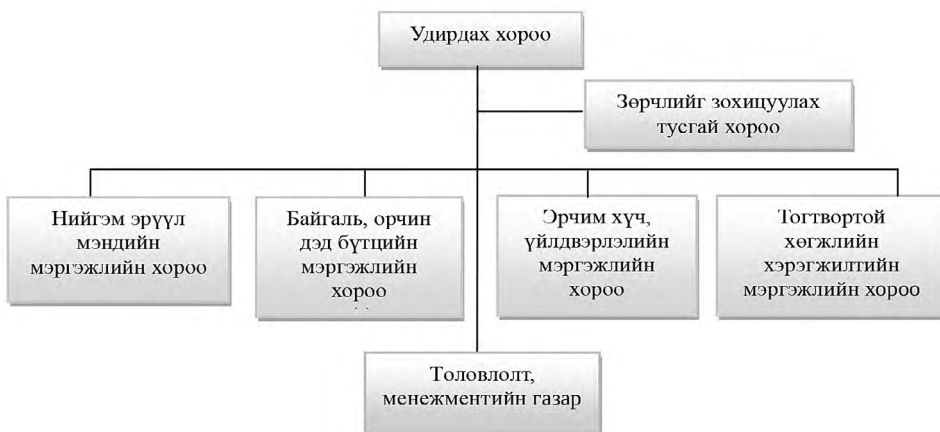 Удирдах хороо
Зөрчлийг зохицуулах
тусгай хороо
Нийгэм эрүүл
мэндийн
мэргэжлийн хороо
Байгаль, орчин
дэд бүтцийн
мэргэжлийн
хороо
Эрчим хүч,
үйлдвэрлэлийн
мэргэжлийн
хороо
Тогтвортой
хөгжлийн
хэрэгжилтийн
мэргэжлийн хороо
Толовлолт,
менежментийн газар